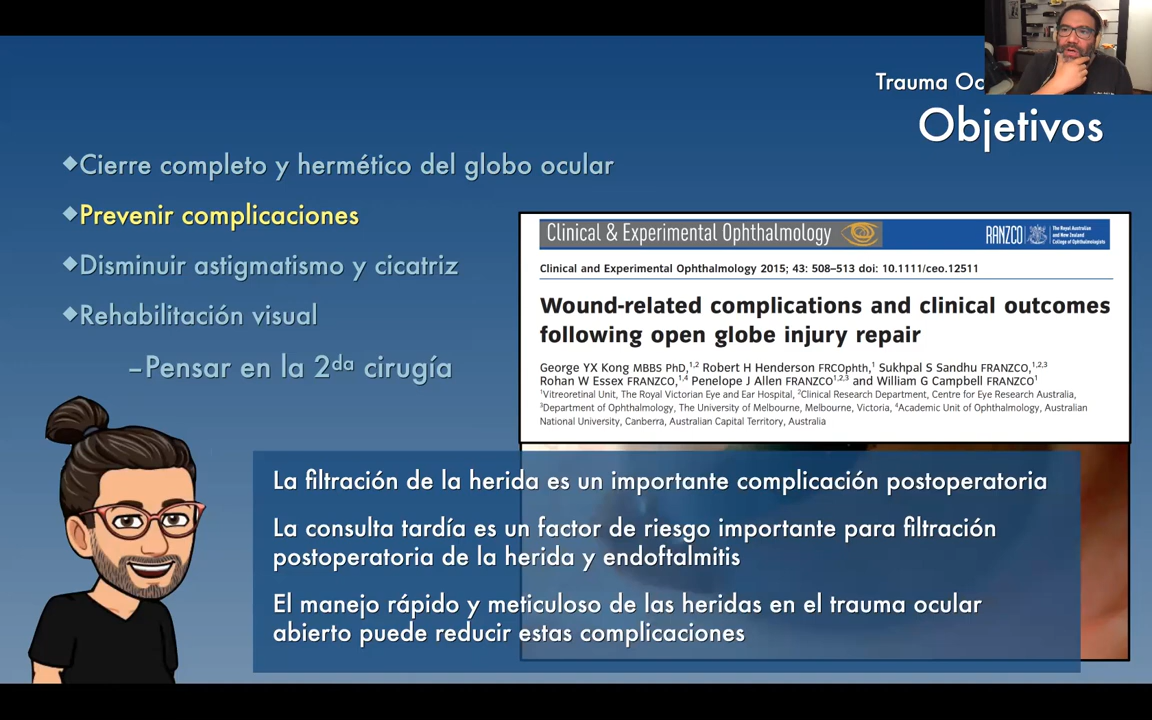 Trauma Oc
Objetivos
◆Cierre completo y hermético del globo ocular
◆Prevenir complicaciones
◆Disminuir astigmatismo y cicatriz
◆Rehabilitación visual
–Pensar en la 2da cirugía
Clinical & Experimental Ophthalmology
RANZCO
The Royal Australian
and New Zealand
College of Ophthalmologists
Clinical and Experimental Ophthalmology 2015; 43: 508–513 doi: 10.1111/ceo.12511
Wound-related complications and clinical outcomes
following open globe injury repair
George YX Kong MBBS PhD,1,2 Robert H Henderson FRCOphth,1 Sukhpal S Sandhu FRANZCO,1,2,3
Rohan W Essex FRANZCO,1,4 Penelope J Allen FRANZCO1,2,3 and William G Campbell FRANZCO1
1Vitreoretinal Unit, The Royal Victorian Eye and Ear Hospital, 2Clinical Research Department, Centre for Eye Research Australia,
3Department of Ophthalmology, The University of Melbourne, Melbourne, Victoria, 4Academic Unit of Ophthalmology, Australian
National University, Canberra, Australian Capital Territory, Australia
La filtración de la herida es un importante complicación postoperatoria
La consulta tardía es un factor de riesgo importante para filtración
postoperatoria de la herida y endoftalmitis
El manejo rápido y meticuloso de las heridas en el trauma ocular
abierto puede reducir estas complicaciones